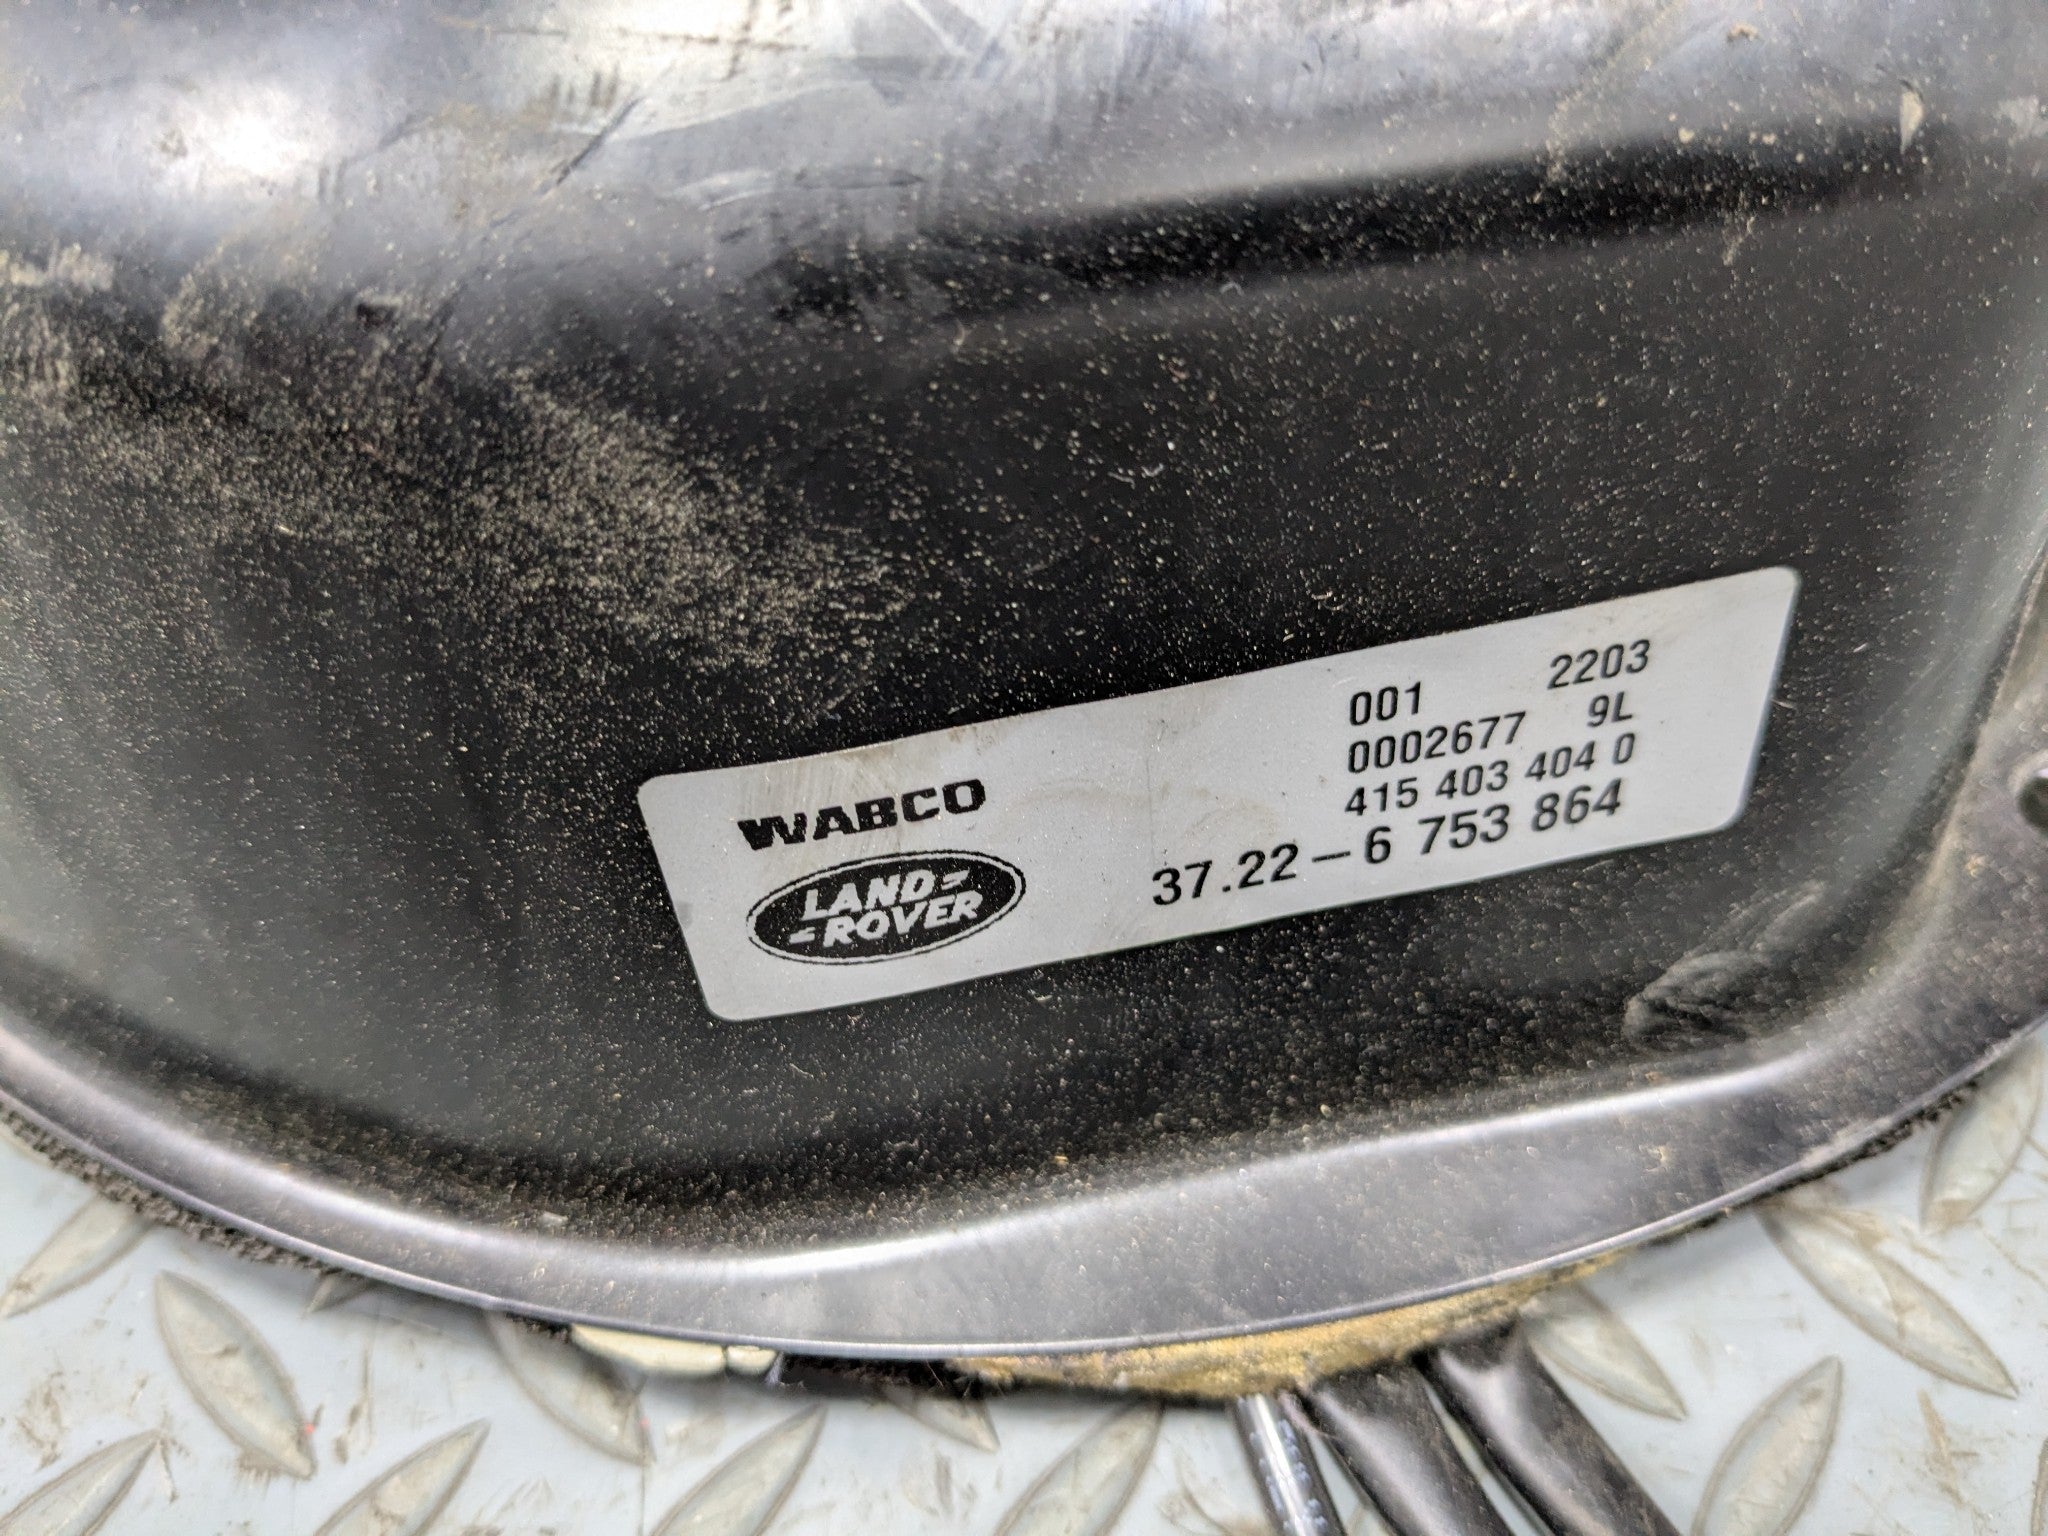 001 2203
0002677 9L
415 403 404 0
37.22-6 753 864
WABCO
LAND
ROVER